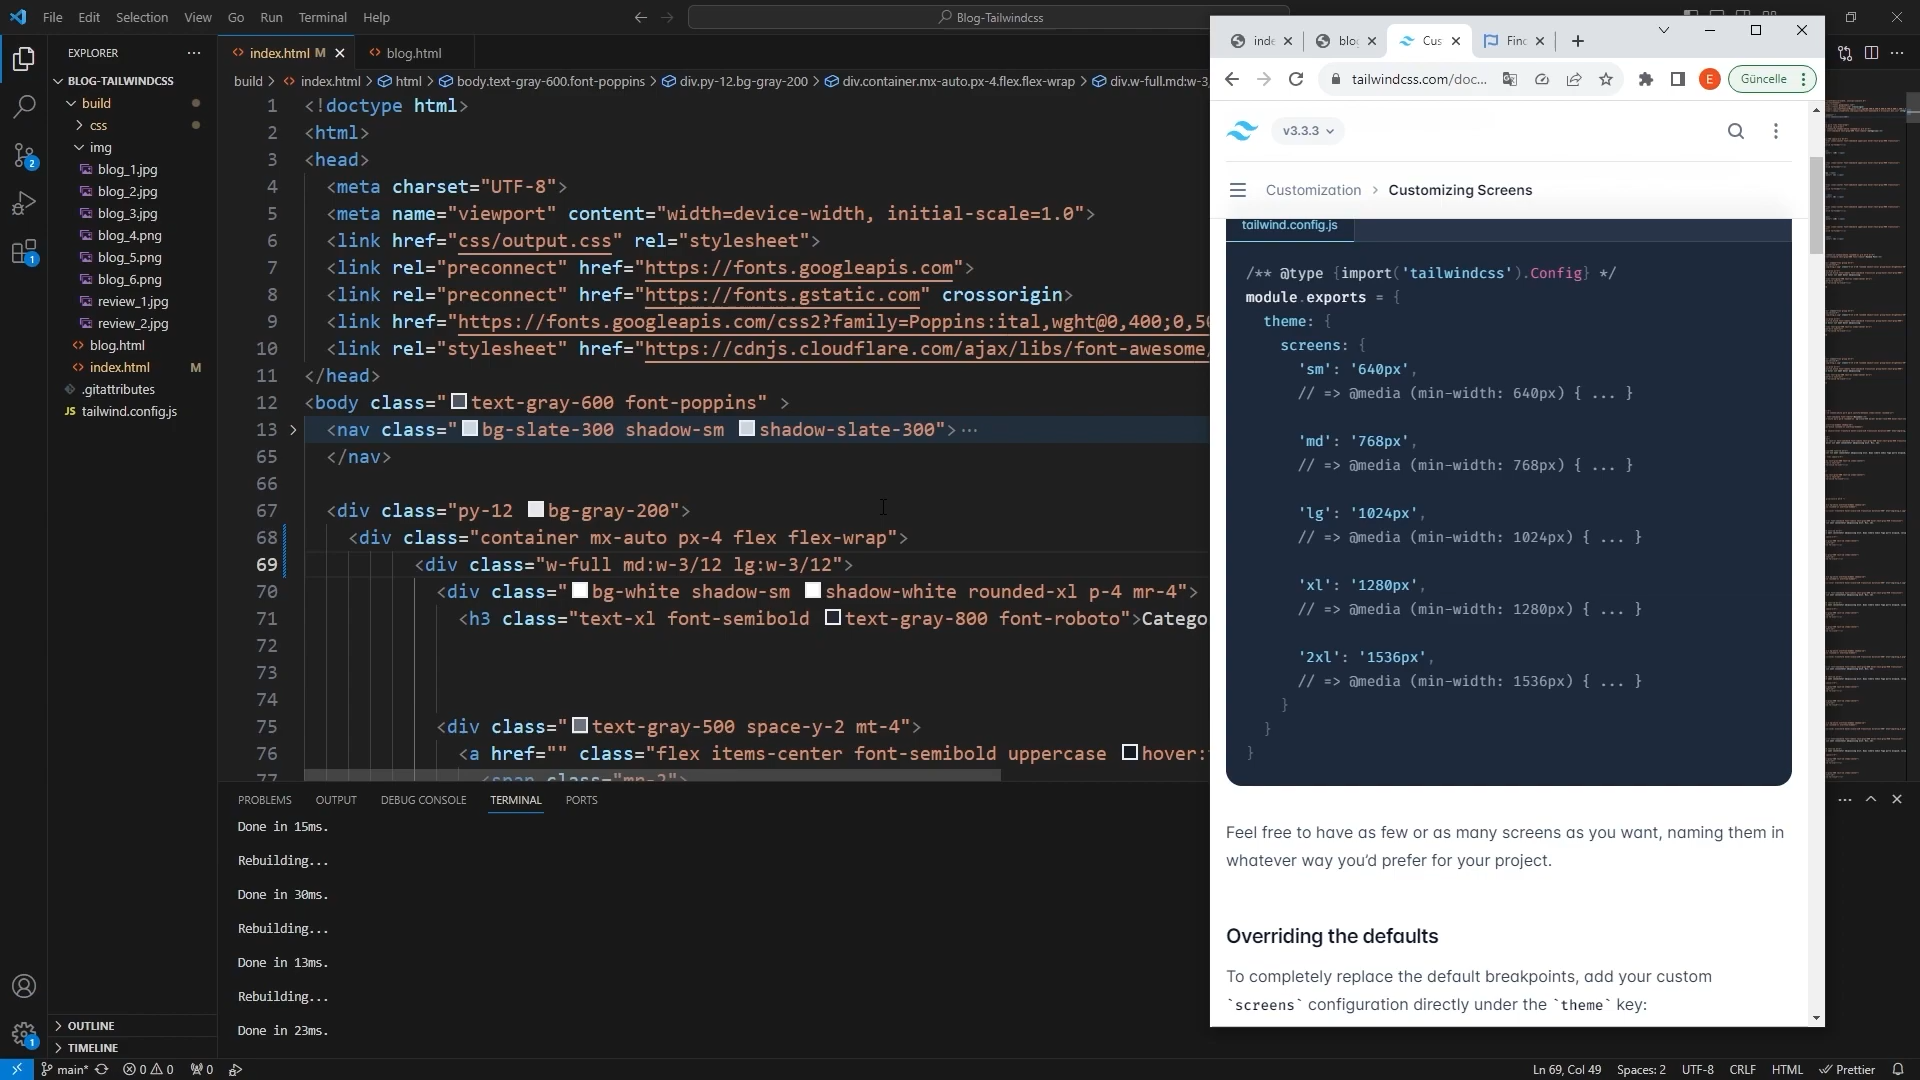 File Edit Selection View Go Run Terminal Help
Blog-Tailwindcss
EXPLORER
BLOG-TAILWINDCSS
build
css
img
blog_1.jpg
blog_2.jpg
blog_3.jpg
blog_4.png
blog_5.png
blog_6.png
review_1.jpg
review_2.jpg
blog.html
index.html M
.gitattributes
JS tailwind.config.js
OUTLINE
TIMELINE
2
1
1
index.html M
blog.html
build > index.html > html > body.text-gray-600.font-poppins > div.py-12.bg-gray-200 > div.container.mx-auto.px-4.flex.flex-wrap > div.w-full.md:w-3
1 <!doctype html>
2 <html>
3 <head>
4 <meta charset="UTF-8">
5 <meta name="viewport" content="width=device-width, initial-scale=1.0">
6 <link href="css/output.css" rel="stylesheet">
7 <link rel="preconnect" href="https://fonts.googleapis.com">
8 <link rel="preconnect" href="https://fonts.gstatic.com" crossorigin>
9 <link href="https://fonts.googleapis.com/css2?family=Poppins:ital,wght@0,400;0,50
10 <link rel="stylesheet" href="https://cdnjs.cloudflare.com/ajax/libs/font-awesome/
11 </head>
12 <body class="text-gray-600 font-poppins" >
13 <nav class="bg-slate-300 shadow-sm shadow-slate-300">···
65 </nav>
66
67 <div class="py-12 bg-gray-200">
68 <div class="container mx-auto px-4 flex flex-wrap">
69 <div class="w-full md:w-3/12 lg:w-3/12">
70 <div class="bg-white shadow-sm shadow-white rounded-xl p-4 mr-4">
71 <h3 class="text-xl font-semibold text-gray-800 font-roboto">Catego
72
73
74
75 <div class="text-gray-500 space-y-2 mt-4">
76 <a href="" class="flex items-center font-semibold uppercase hover:
77 <span class="mr-2">
PROBLEMS OUTPUT DEBUG CONSOLE TERMINAL PORTS
Done in 15ms.
Rebuilding...
Done in 30ms.
Rebuilding...
Done in 13ms.
Rebuilding...
Done in 23ms.
main* 0 0 0
Ln 69, Col 49 Spaces: 2 UTF-8 CRLF HTML Prettier
inde blo Cus Finc
tailwindcss.com/doc...
E
Güncelle
v3.3.3
Customization > Customizing Screens
tailwind.config.js
/** @type {import('tailwindcss').Config} */
module.exports = {
theme: {
screens: {
'sm': '640px',
// => @media (min-width: 640px) { ... }
'md': '768px',
// => @media (min-width: 768px) { ... }
'lg': '1024px',
// => @media (min-width: 1024px) { ... }
'xl': '1280px',
// => @media (min-width: 1280px) { ... }
'2xl': '1536px',
// => @media (min-width: 1536px) { ... }
}
}
}
Feel free to have as few or as many screens as you want, naming them in
whatever way you'd prefer for your project.
Overriding the defaults
To completely replace the default breakpoints, add your custom
`screens` configuration directly under the `theme` key: